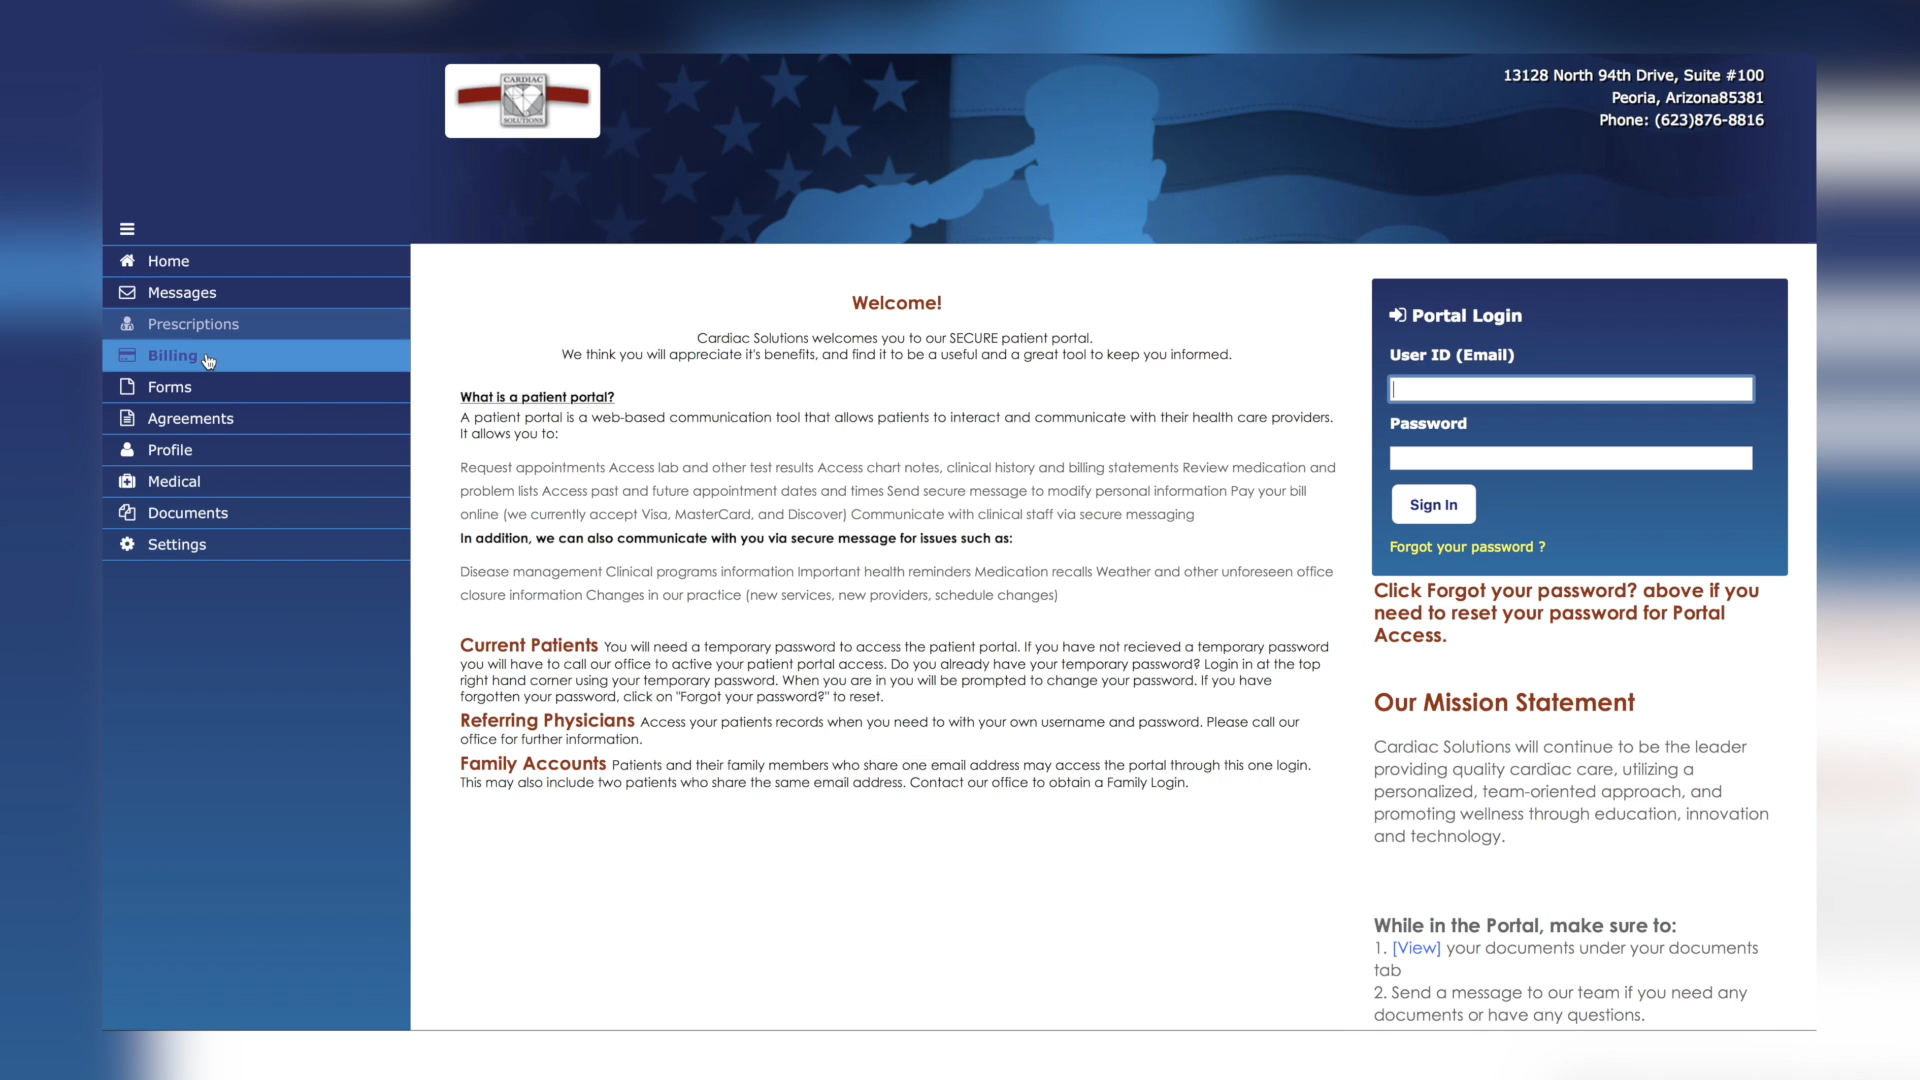 CARDIAC
SOLUTIONS
13128 North 94th Drive, Suite #100
Peoria, Arizona85381
Phone: (623)876-8816
Home
Messages
Prescriptions
Billing
Forms
Agreements
Profile
Medical
Documents
Settings
Welcome!
Cardiac Solutions welcomes you to our SECURE patient portal.
We think you will appreciate it's benefits, and find it to be a useful and a great tool to keep you informed.
What is a patient portal?
A patient portal is a web-based communication tool that allows patients to interact and communicate with their health care providers.
It allows you to:
Request appointments Access lab and other test results Access chart notes, clinical history and billing statements Review medication and
problem lists Access past and future appointment dates and times Send secure message to modify personal information Pay your bill
online (we currently accept Visa, MasterCard, and Discover) Communicate with clinical staff via secure messaging
In addition, we can also communicate with you via secure message for issues such as:
Disease management Clinical programs information Important health reminders Medication recalls Weather and other unforeseen office
closure information Changes in our practice (new services, new providers, schedule changes)
Current Patients You will need a temporary password to access the patient portal. If you have not recieved a temporary password
you will have to call our office to active your patient portal access. Do you already have your temporary password? Login in at the top
right hand corner using your temporary password. When you are in you will be prompted to change your password. If you have
forgotten your password, click on "Forgot your password?" to reset.
Referring Physicians Access your patients records when you need to with your own username and password. Please call our
office for further information.
Family Accounts Patients and their family members who share one email address may access the portal through this one login.
This may also include two patients who share the same email address. Contact our office to obtain a Family Login.
Portal Login
User ID (Email)
Password
Sign In
Forgot your password ?
Click Forgot your password? above if you
need to reset your password for Portal
Access.
Our Mission Statement
Cardiac Solutions will continue to be the leader
providing quality cardiac care, utilizing a
personalized, team-oriented approach, and
promoting wellness through education, innovation
and technology.
While in the Portal, make sure to:
1. [View] your documents under your documents
tab
2. Send a message to our team if you need any
documents or have any questions.